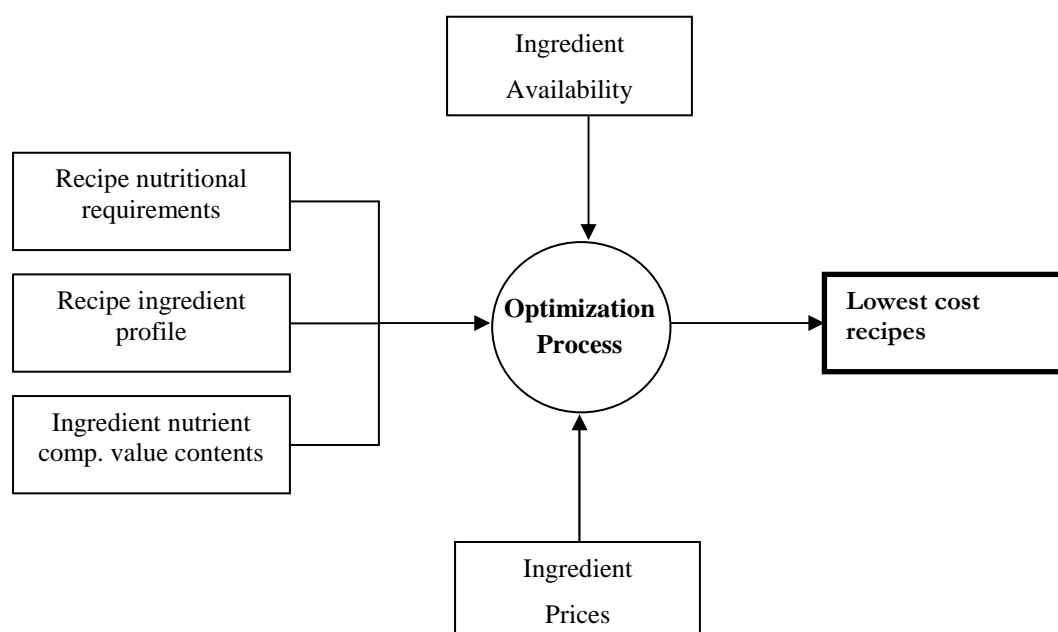 Ingredient
Availability
Recipe nutritional
requirements
Recipe ingredient
profile
Ingredient nutrient
comp. value contents
Optimization
Process
Lowest cost
recipes
Ingredient
Prices